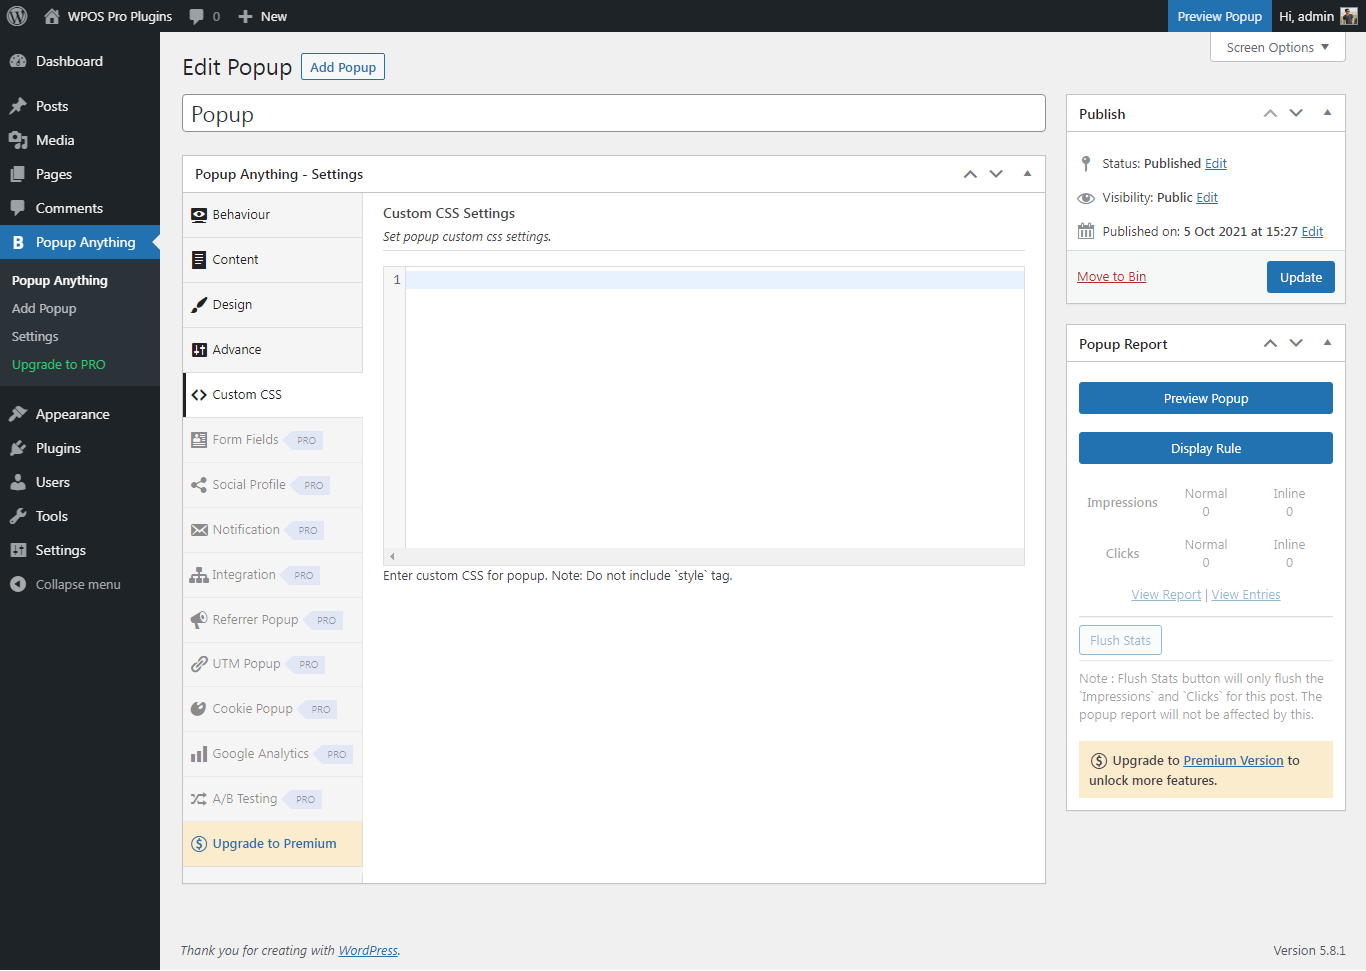 WPOS Pro Plugins 0 New Preview Popup Hi, admin
Screen Options
Dashboard
Posts
Media
Pages
Comments
B Popup Anything
Popup Anything
Add Popup
Settings
Upgrade to PRO
Appearance
Plugins
Users
Tools
Settings
Collapse menu
Edit Popup Add Popup
Popup
Popup Anything - Settings
Behaviour
Content
Design
Advance
Custom CSS
Form Fields PRO
Social Profile PRO
Notification PRO
Integration PRO
Referrer Popup PRO
UTM Popup PRO
Cookie Popup PRO
Google Analytics PRO
A/B Testing PRO
Upgrade to Premium
Custom CSS Settings
Set popup custom css settings.
1
Enter custom CSS for popup. Note: Do not include `style` tag.
Publish
Status: Published Edit
Visibility: Public Edit
Published on: 5 Oct 2021 at 15:27 Edit
Move to Bin Update
Popup Report
Preview Popup
Display Rule
Impressions Normal Inline
0 0
Clicks Normal Inline
0 0
View Report | View Entries
Flush Stats
Note : Flush Stats button will only flush the
`Impressions` and `Clicks` for this post. The
popup report will not be affected by this.
Upgrade to Premium Version to
unlock more features.
Thank you for creating with WordPress.
Version 5.8.1